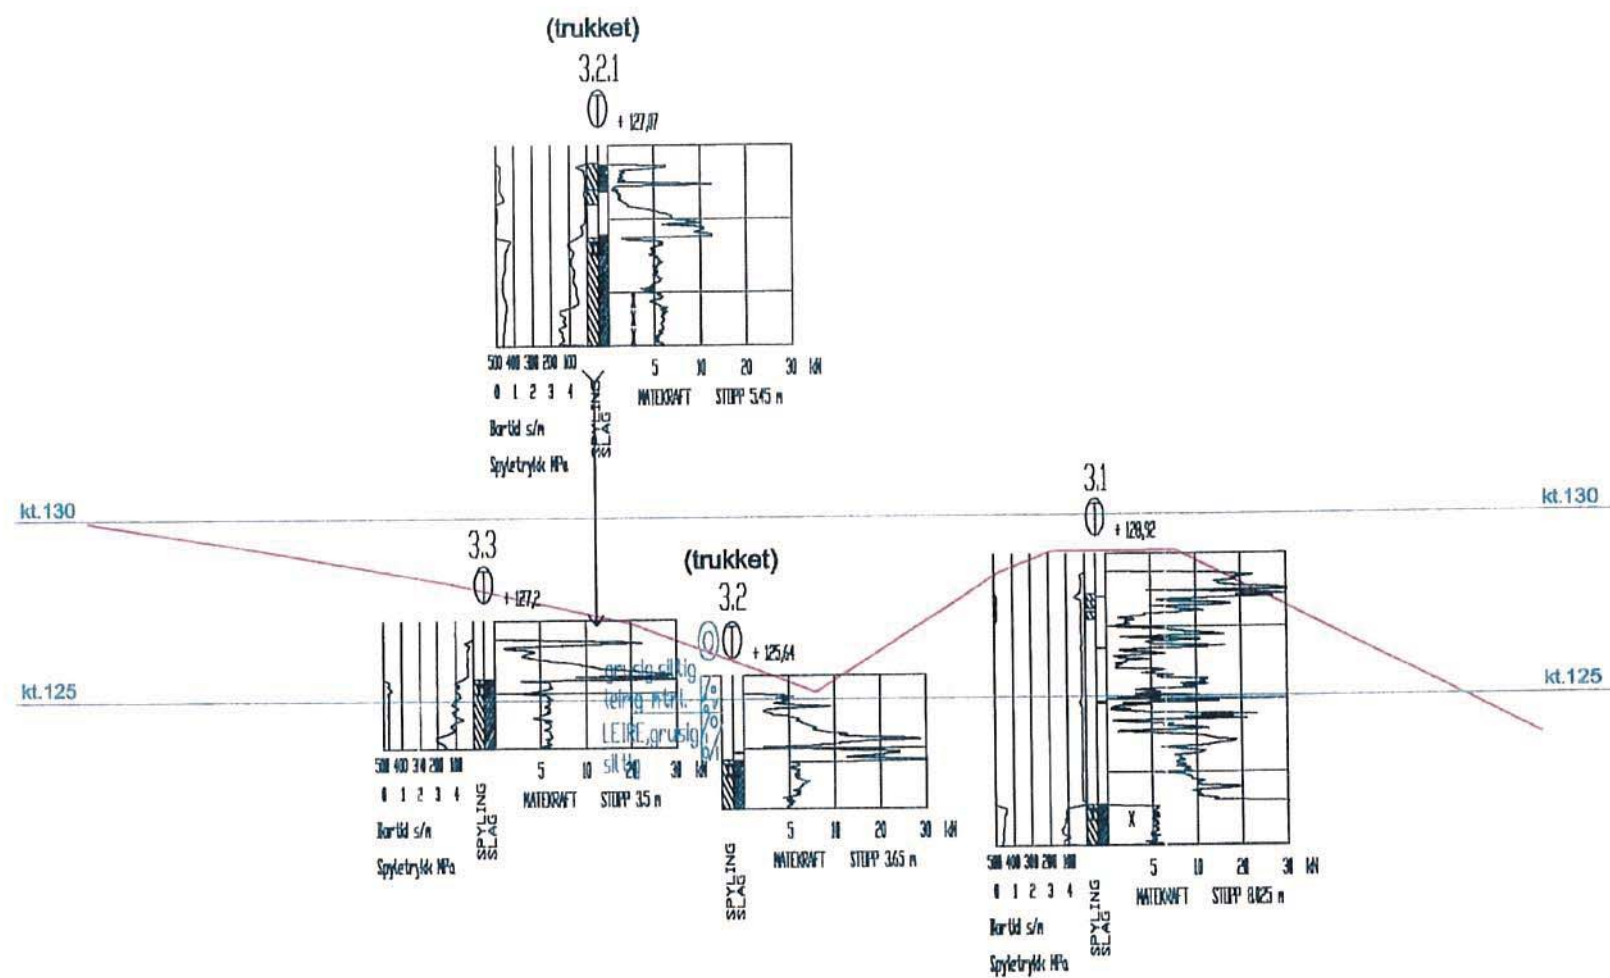 (trukket)
3.2.1
+ 127,07
500 400 300 200 100
5 10 20 30 kN
0 1 2 3 4
MATEKRAFT STOPP 5.45 m
SPYLING
SLAG
Bortid s/m
Spyletrykk MPa
kt.130
kt.130
3.1
+ 128,92
3.3
+ 127,2
(trukket)
3.2
+ 125,64
grusig, siltig
leirig mtrl.
LEIRE, grusig
siltig
kt.125
kt.125
500 400 300 200 100
5 10 20 30 kN
0 1 2 3 4
MATEKRAFT STOPP 3.5 m
SPYLING
SLAG
Bortid s/m
Spyletrykk MPa
5 10 20 30 kN
MATEKRAFT STOPP 3.65 m
SPYLING
SLAG
X
500 400 300 200 100
5 10 20 30 kN
0 1 2 3 4
MATEKRAFT STOPP 8.025 m
SPYLING
SLAG
Bortid s/m
Spyletrykk MPa